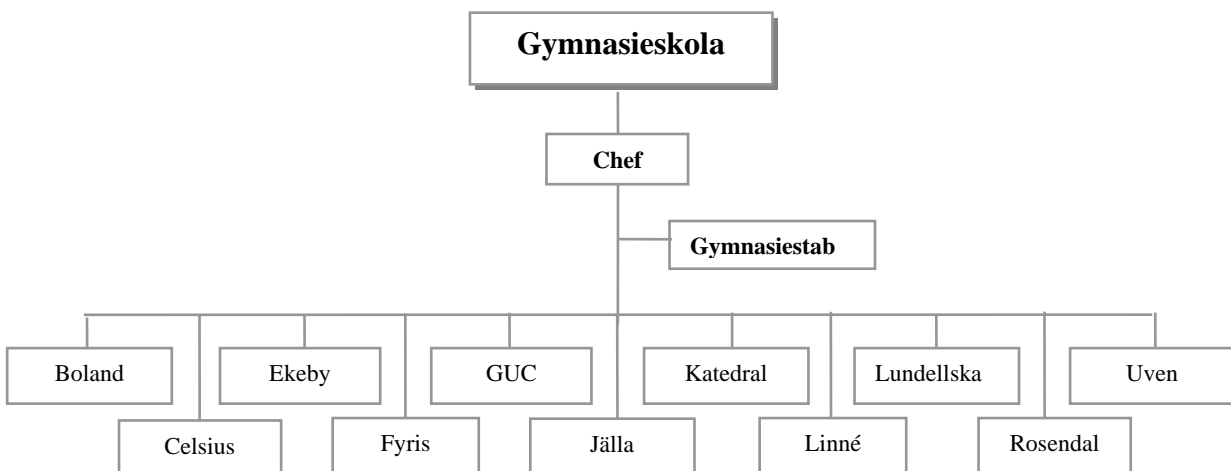 Gymnasieskola
Chef
Gymnasiestab
Boland
Ekeby
GUC
Katedral
Lundellska
Uven
Celsius
Fyris
Jälla
Linné
Rosendal